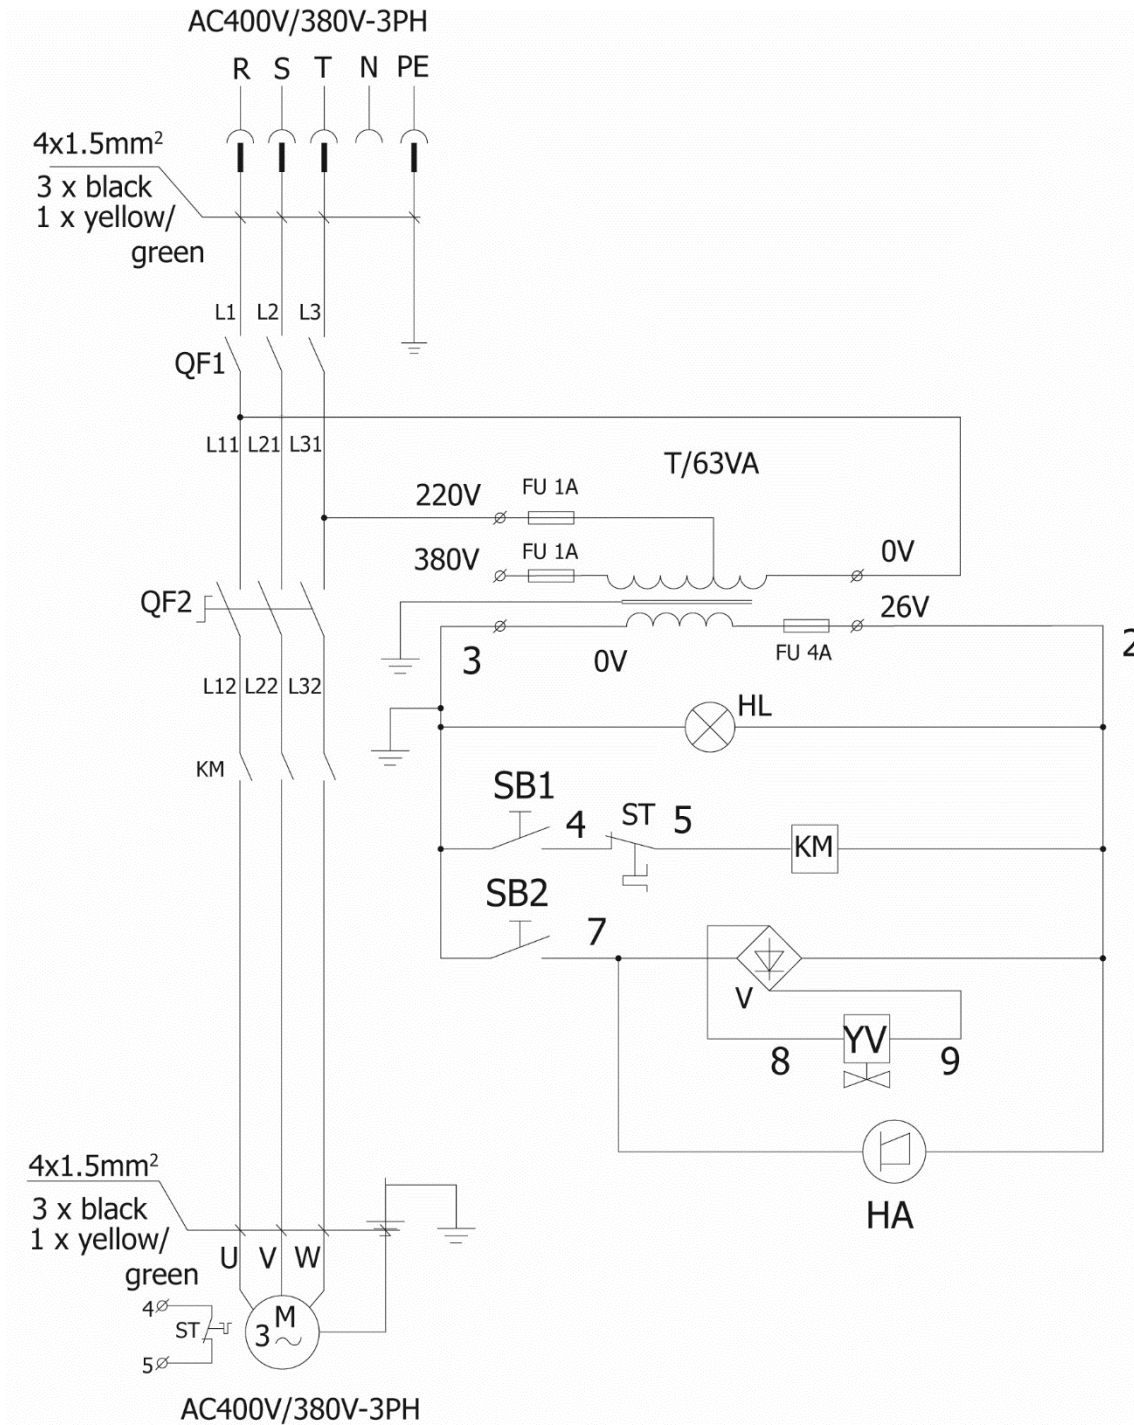 AC400V/380V-3PH
R S T N PE
4x1.5mm²
3 x black
1 x yellow/
green
L1 L2 L3
QF1
L11 L21 L31
T/63VA
220V FU 1A
380V FU 1A 0V
QF2
26V
3 0V FU 4A 2
L12 L22 L32
HL
KM
SB1 4 ST 5
KM
SB2 7
V
YV
8 9
HA
4x1.5mm²
3 x black
1 x yellow/
green
U V W
4
ST
5
M
3
AC400V/380V-3PH